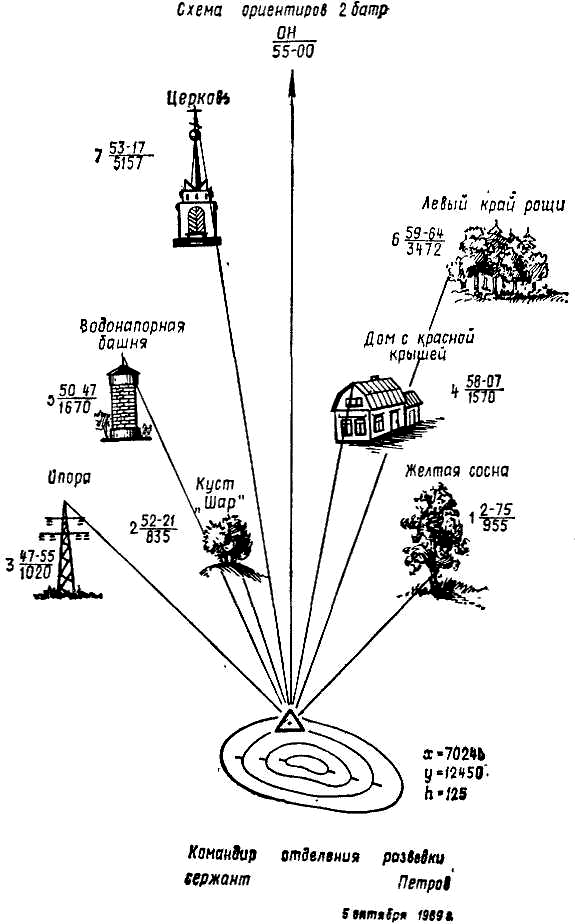 Схема ориентиров 2 батр
ОН
55-00
Церковь
7 53-17
5157
Левый край рощи
6 59-64
3472
Водонапорная
башня
5 50 47
1670
Дом с красной
крышей
4 58-07
1570
Опора
3 47-55
1020
Куст
„Шар"
2 52-21
835
Желтая сосна
1 2-75
955
x=70245
y=12450
h=125
Командир отделения разведки
сержант Петров
5 октября 1989 г.